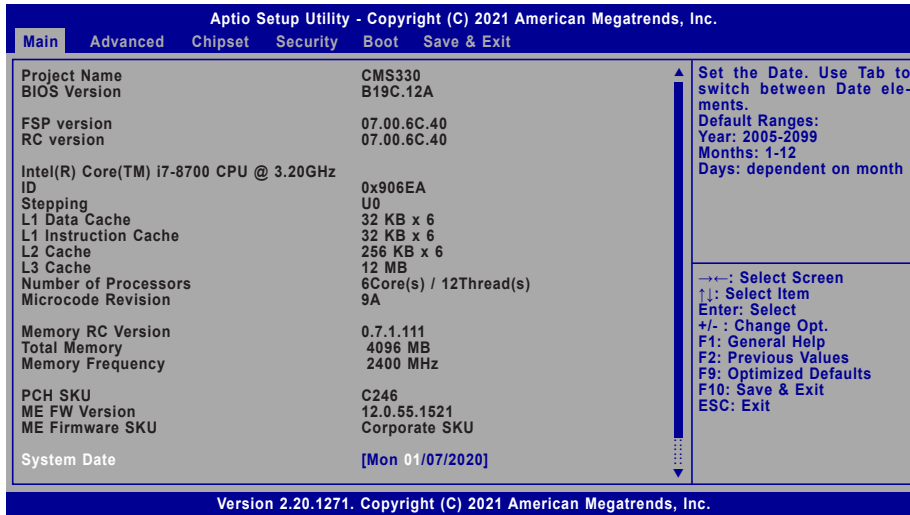 Aptio Setup Utility - Copyright (C) 2021 American Megatrends, Inc.
Main Advanced Chipset Security Boot Save & Exit
Project Name CMS330
BIOS Version B19C.12A
FSP version 07.00.6C.40
RC version 07.00.6C.40
Intel(R) Core(TM) i7-8700 CPU @ 3.20GHz
ID 0x906EA
Stepping U0
L1 Data Cache 32 KB x 6
L1 Instruction Cache 32 KB x 6
L2 Cache 256 KB x 6
L3 Cache 12 MB
Number of Processors 6Core(s) / 12Thread(s)
Microcode Revision 9A
Memory RC Version 0.7.1.111
Total Memory 4096 MB
Memory Frequency 2400 MHz
PCH SKU C246
ME FW Version 12.0.55.1521
ME Firmware SKU Corporate SKU
System Date [Mon 01/07/2020]
Set the Date. Use Tab to
switch between Date ele-
ments.
Default Ranges:
Year: 2005-2099
Months: 1-12
Days: dependent on month
→←: Select Screen
↑↓: Select Item
Enter: Select
+/- : Change Opt.
F1: General Help
F2: Previous Values
F9: Optimized Defaults
F10: Save & Exit
ESC: Exit
Version 2.20.1271. Copyright (C) 2021 American Megatrends, Inc.